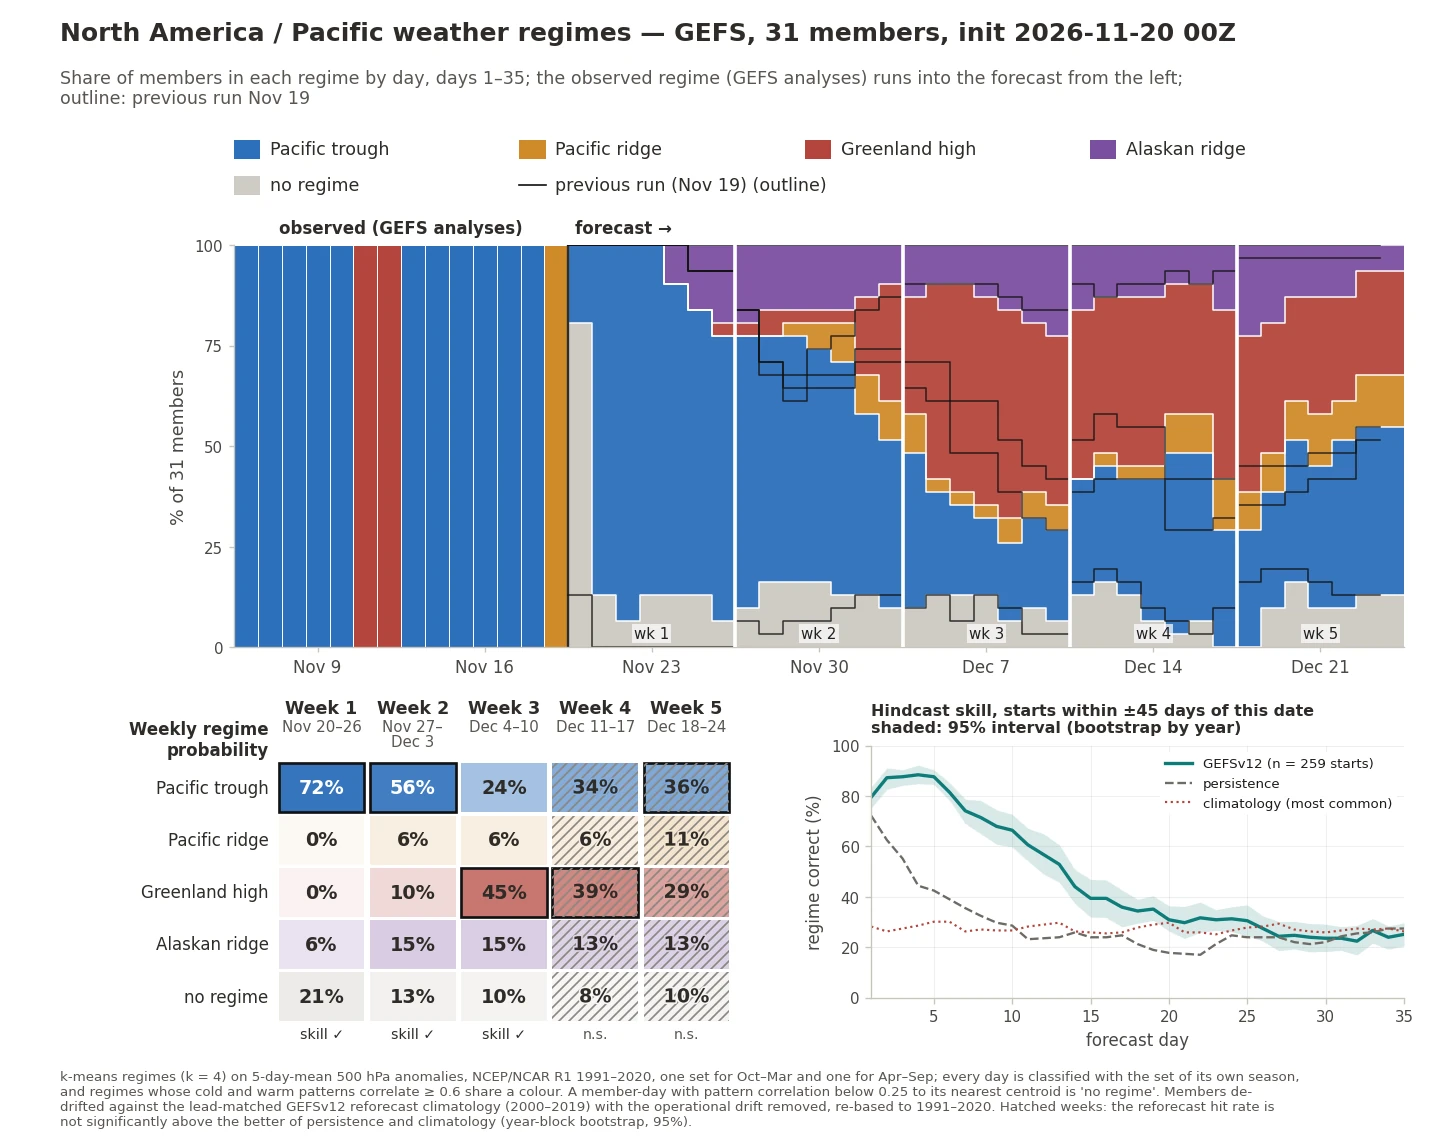 North America / Pacific weather regimes — GEFS, 31 members, init 2026-11-20 00Z
Share of members in each regime by day, days 1–35; the observed regime (GEFS analyses) runs into the forecast from the left;
outline: previous run Nov 19
Pacific trough
Pacific ridge
Greenland high
Alaskan ridge
no regime
previous run (Nov 19) (outline)
observed (GEFS analyses)
forecast →
% of 31 members
100
75
50
25
0
wk 1
wk 2
wk 3
wk 4
wk 5
Nov 9
Nov 16
Nov 23
Nov 30
Dec 7
Dec 14
Dec 21
Weekly regime
probability
Week 1 Week 2 Week 3 Week 4 Week 5
Nov 20–26 Nov 27– Dec 4–10 Dec 11–17 Dec 18–24
Dec 3
Pacific trough 72% 56% 24% 34% 36%
Pacific ridge 0% 6% 6% 6% 11%
Greenland high 0% 10% 45% 39% 29%
Alaskan ridge 6% 15% 15% 13% 13%
no regime 21% 13% 10% 8% 10%
skill ✓ skill ✓ skill ✓ n.s. n.s.
Hindcast skill, starts within ±45 days of this date
shaded: 95% interval (bootstrap by year)
GEFSv12 (n = 259 starts)
persistence
climatology (most common)
regime correct (%)
100
80
60
40
20
0
5
10
15
20
25
30
35
forecast day
k-means regimes (k = 4) on 5-day-mean 500 hPa anomalies, NCEP/NCAR R1 1991–2020, one set for Oct–Mar and one for Apr–Sep; every day is classified with the set of its own season,
and regimes whose cold and warm patterns correlate ≥ 0.6 share a colour. A member-day with pattern correlation below 0.25 to its nearest centroid is 'no regime'. Members de-
drifted against the lead-matched GEFSv12 reforecast climatology (2000–2019) with the operational drift removed, re-based to 1991–2020. Hatched weeks: the reforecast hit rate is
not significantly above the better of persistence and climatology (year-block bootstrap, 95%).